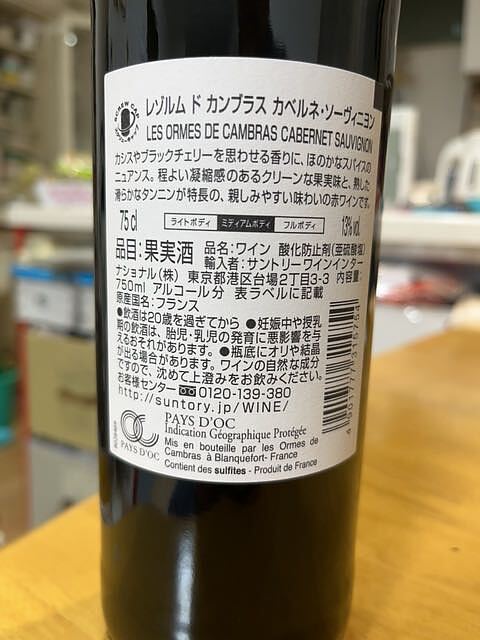 SCREW CAP
レゾルム ド カンブラス カベルネ・ソーヴィニヨン
LES ORMES DE CAMBRAS CABERNET SAUVIGNON
カシスやブラックチェリーを思わせる香りに、ほのかなスパイスの
ニュアンス。程よい凝縮感のあるクリーンな果実味と、熟した
滑らかなタンニンが特長の、親しみやすい味わいの赤ワインです。
75cl ライトボディ ミディアムボディ フルボディ 13% vol.
品目:果実酒 品名:ワイン 酸化防止剤(亜硫酸塩)
輸入者:サントリーワインインター
ナショナル(株) 東京都港区台場2丁目3-3 内容量:
750ml アルコール分 表ラベルに記載
原産国名:フランス
●飲酒は20歳を過ぎてから ●妊娠中や授乳
期の飲酒は、胎児・乳児の発育に悪影響を与
えるおそれがあります。 ●瓶底にオリや結晶
が出る場合があります。ワインの自然な成分
ですので、沈めて上澄みをお飲みください。
お客様センター 0120-139-380
http://suntory.jp/WINE/
PAYS D'OC
Indication Géographique Protégée
PAYS D'OC
Mis en bouteille par les Ormes de
Cambras à Blanquefort - France
Contient des sulfites - Produit de France